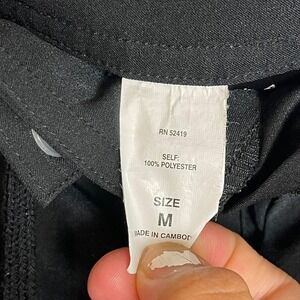 RN 52419
SELF:
100% POLYESTER
SIZE
M
MADE IN CAMBOD